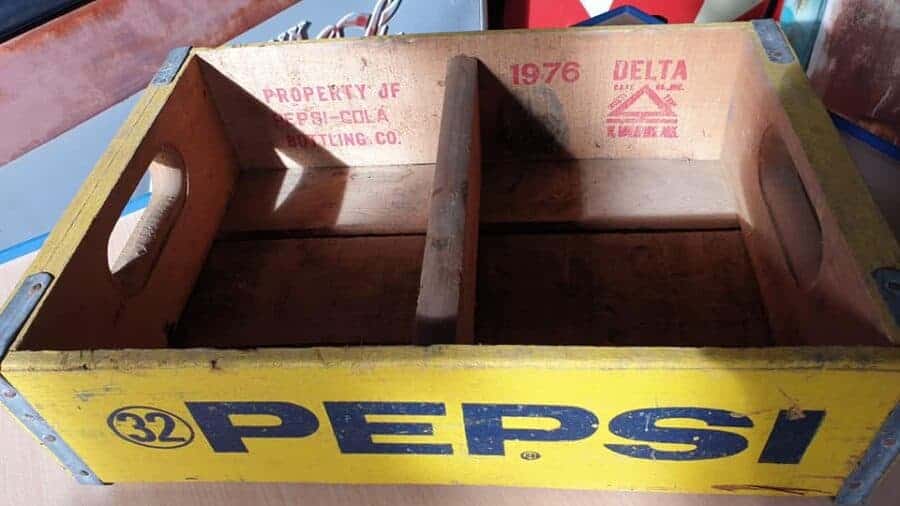 PROPERTY OF
PEPSI-COLA
BOTTLING CO.
1976
DELTA
32 PEPSI
®